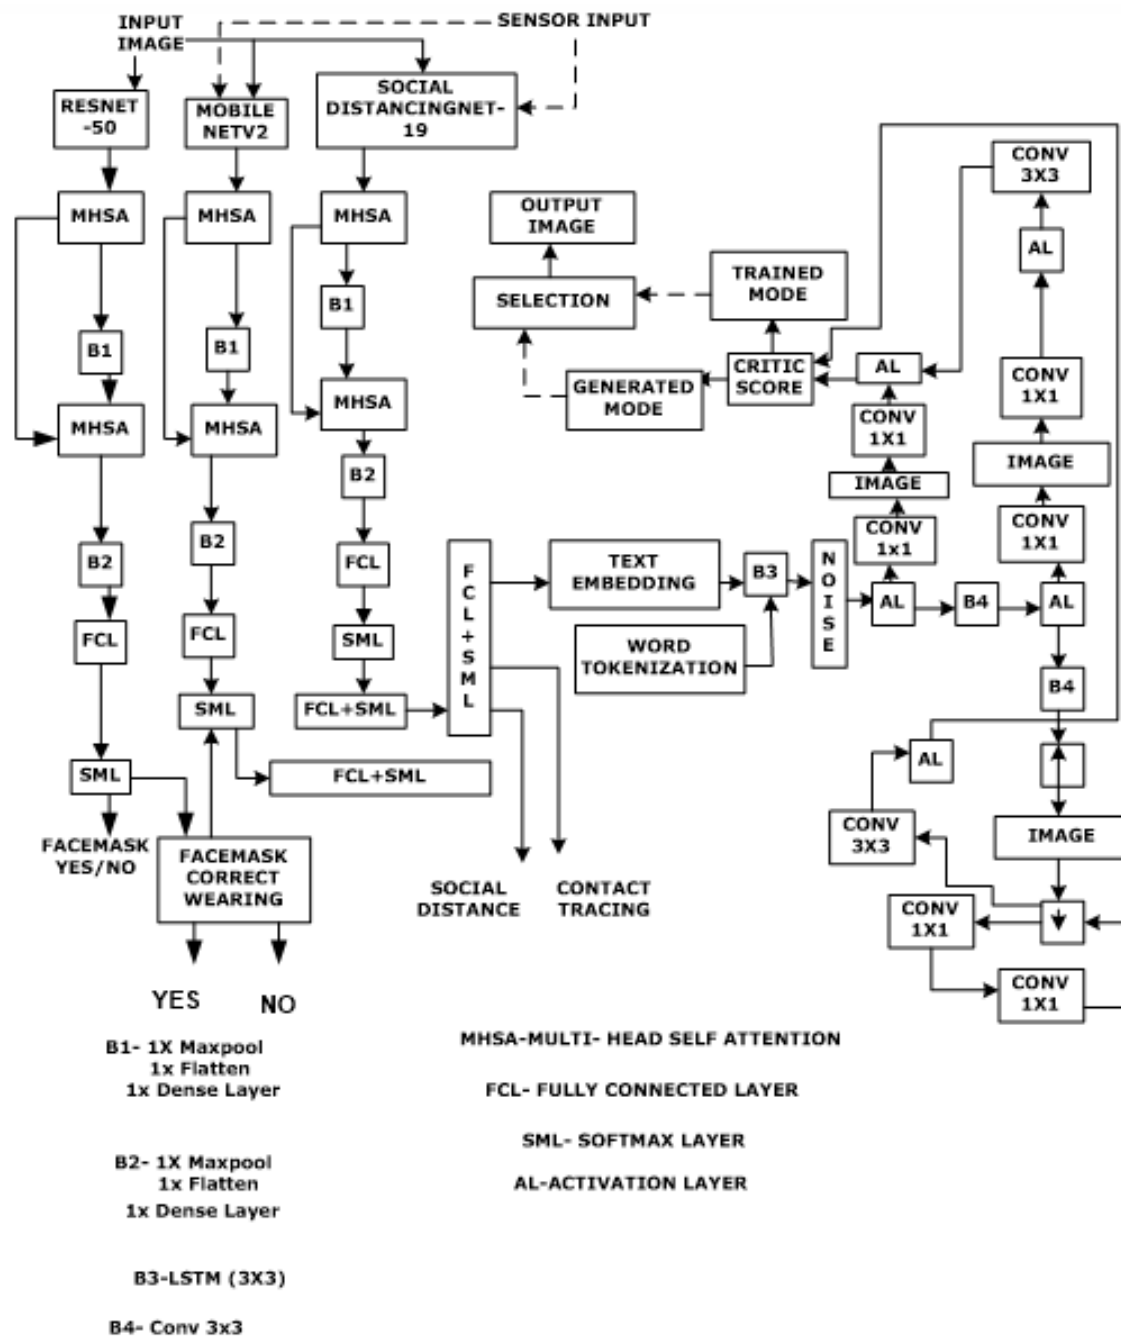 INPUT
IMAGE
SENSOR INPUT
RESNET
-50
MOBILE
NETV2
SOCIAL
DISTANCINGNET-
19
MHSA
MHSA
MHSA
B1
B1
B1
MHSA
MHSA
MHSA
B2
B2
B2
FCL
FCL
FCL
SML
SML
SML
FCL+SML
FCL+SML
FACEMASK
YES/NO
FACEMASK
CORRECT
WEARING
YES
NO
FCL+SML
SOCIAL
DISTANCE
CONTACT
TRACING
TEXT
EMBEDDING
WORD
TOKENIZATION
B3
NOISE
OUTPUT
IMAGE
SELECTION
TRAINED
MODE
GENERATED
MODE
CRITIC
SCORE
AL
CONV
1X1
IMAGE
CONV
1x1
AL
B4
AL
CONV
3X3
AL
CONV
1X1
IMAGE
CONV
1X1
B4
IMAGE
AL
CONV
3X3
CONV
1X1
CONV
1X1
B1- 1X Maxpool
1x Flatten
1x Dense Layer
B2- 1X Maxpool
1x Flatten
1x Dense Layer
B3-LSTM (3X3)
B4- Conv 3x3
MHSA-MULTI- HEAD SELF ATTENTION
FCL- FULLY CONNECTED LAYER
SML- SOFTMAX LAYER
AL-ACTIVATION LAYER